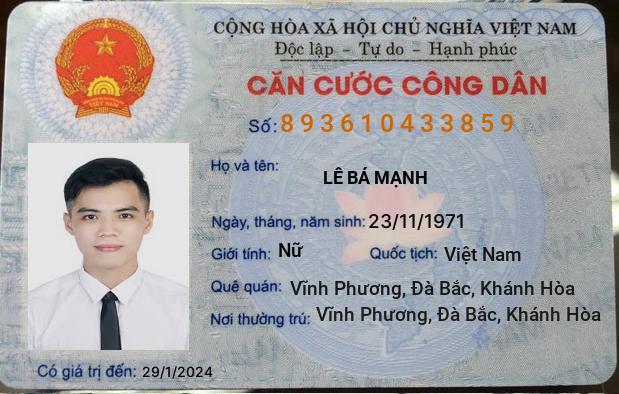 CỘNG HÒA XÃ HỘI CHỦ NGHĨA VIỆT NAM
Độc lập - Tự do - Hạnh phúc
CĂN CƯỚC CÔNG DÂN
Số: 893610433859
Họ và tên:
LÊ BÁ MẠNH
Ngày, tháng, năm sinh: 23/11/1971
Giới tính: Nữ Quốc tịch: Việt Nam
Quê quán: Vĩnh Phương, Đà Bắc, Khánh Hòa
Nơi thường trú: Vĩnh Phương, Đà Bắc, Khánh Hòa
Có giá trị đến: 29/1/2024
VIỆT NAM